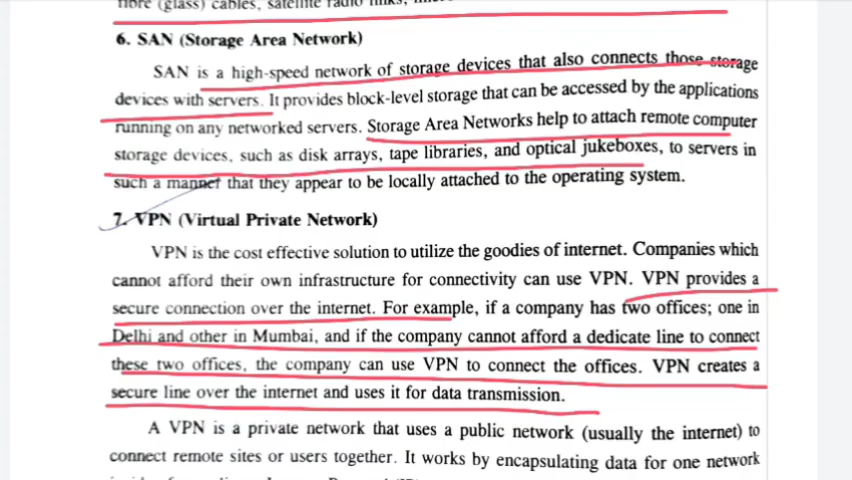 fibre (glass) cables, satellite radio links,
6. SAN (Storage Area Network)
SAN is a high-speed network of storage devices that also connects those storage
devices with servers. It provides block-level storage that can be accessed by the applications
running on any networked servers. Storage Area Networks help to attach remote computer
storage devices, such as disk arrays, tape libraries, and optical jukeboxes, to servers in
such a manner that they appear to be locally attached to the operating system.
7. VPN (Virtual Private Network)
VPN is the cost effective solution to utilize the goodies of internet. Companies which
cannot afford their own infrastructure for connectivity can use VPN. VPN provides a
secure connection over the internet. For example, if a company has two offices; one in
Delhi and other in Mumbai, and if the company cannot afford a dedicate line to connect
these two offices, the company can use VPN to connect the offices. VPN creates a
secure line over the internet and uses it for data transmission.
A VPN is a private network that uses a public network (usually the internet) to
connect remote sites or users together. It works by encapsulating data for one network